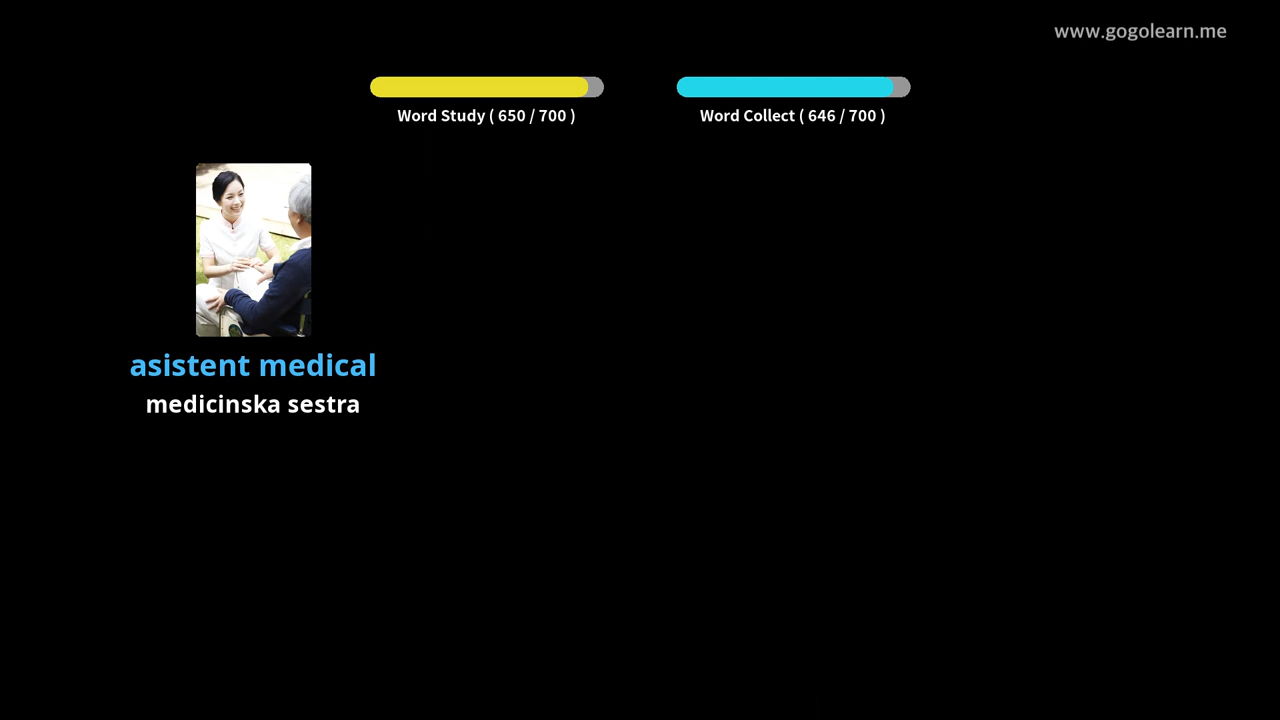 www.gogolearn.me
Word Study ( 650 / 700 )
Word Collect ( 646 / 700 )
asistent medical
medicinska sestra